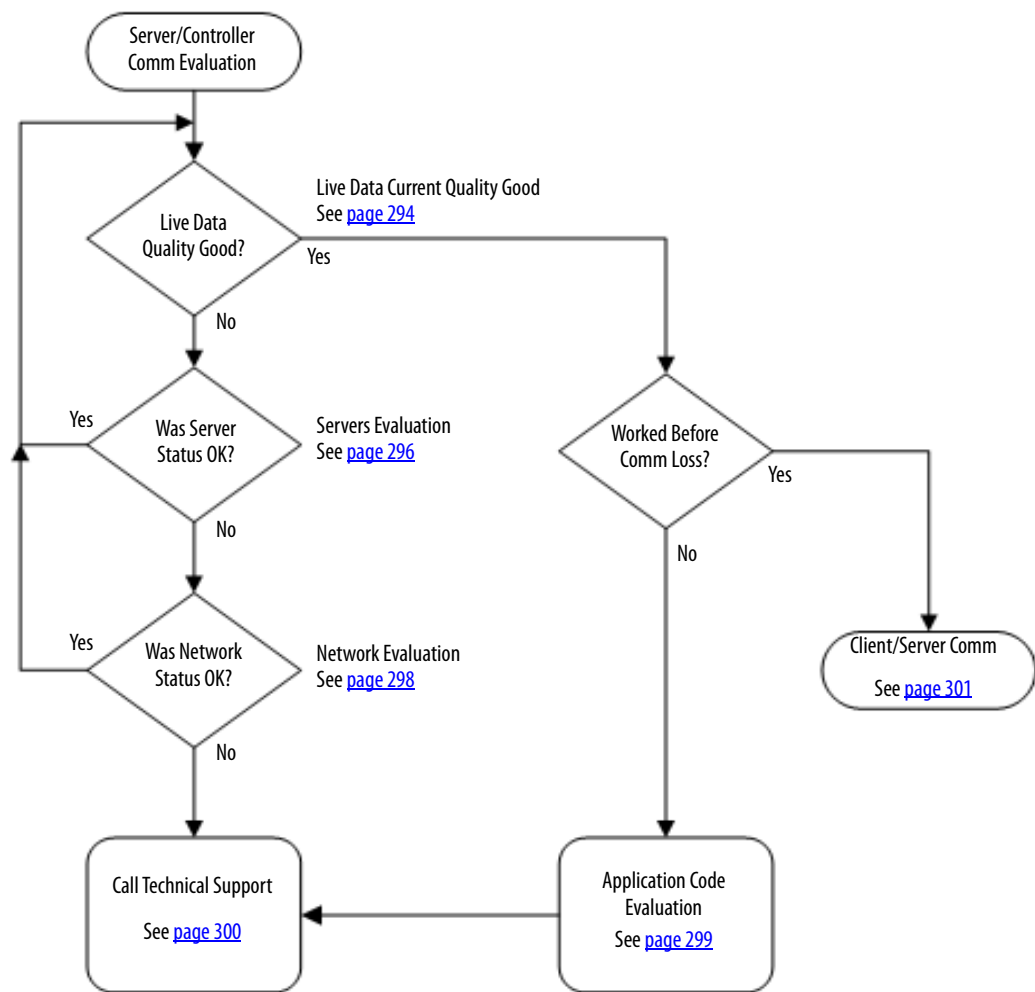 Server/Controller
Comm Evaluation
Live Data
Quality Good?
Live Data Current Quality Good
See page 294
Yes
No
Yes
Was Server
Status OK?
Servers Evaluation
See page 296
Worked Before
Comm Loss?
Yes
No
No
Yes
Was Network
Status OK?
Network Evaluation
See page 298
Client/Server Comm
See page 301
No
Call Technical Support
See page 300
Application Code
Evaluation
See page 299